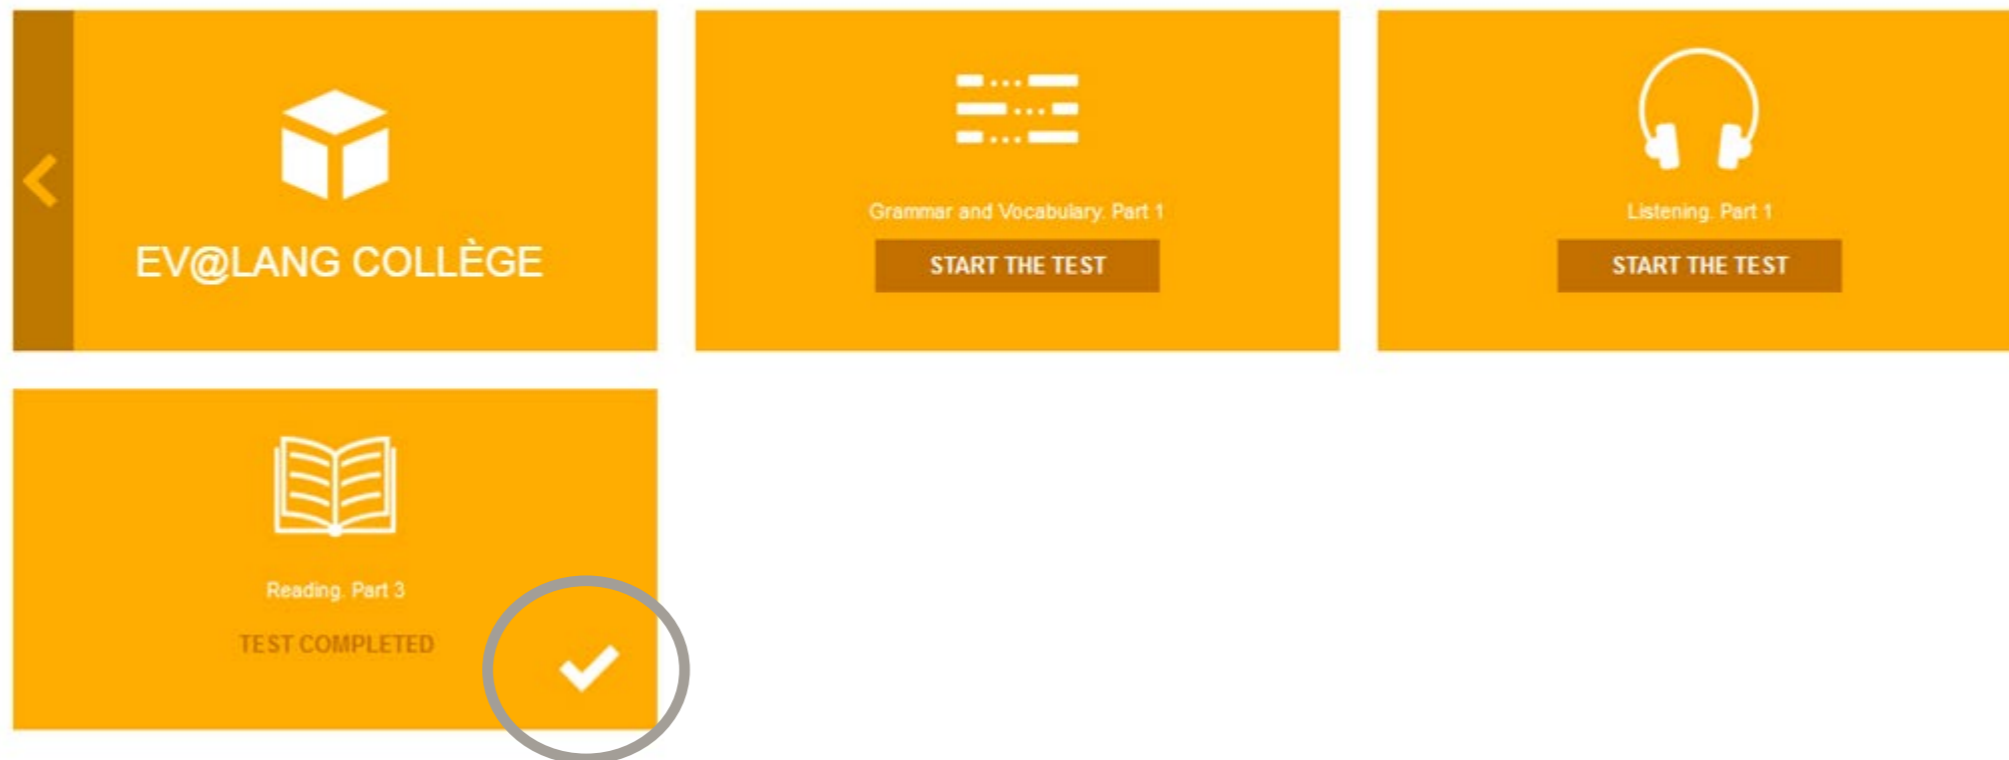 EV@LANG COLLÈGE
Grammar and Vocabulary. Part 1
START THE TEST
Listening. Part 1
START THE TEST
Reading. Part 3
TEST COMPLETED